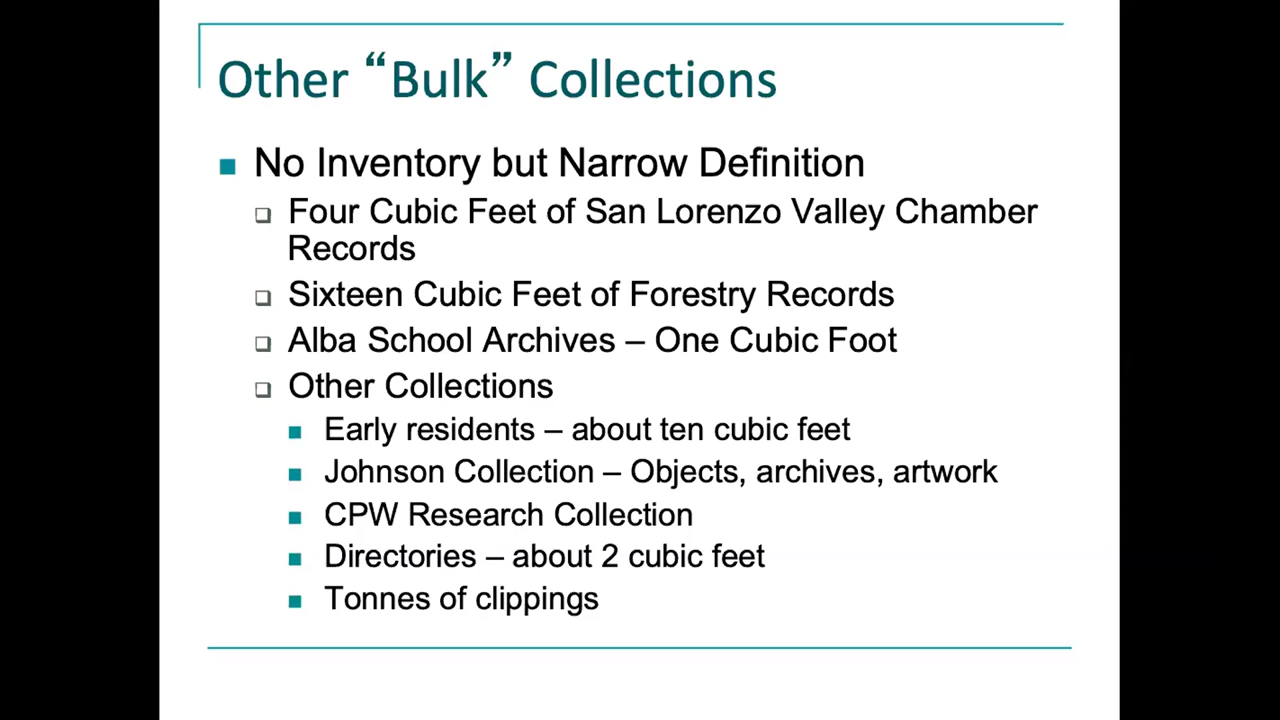 Other “Bulk” Collections
No Inventory but Narrow Definition
Four Cubic Feet of San Lorenzo Valley Chamber
Records
Sixteen Cubic Feet of Forestry Records
Alba School Archives – One Cubic Foot
Other Collections
Early residents – about ten cubic feet
Johnson Collection – Objects, archives, artwork
CPW Research Collection
Directories – about 2 cubic feet
Tonnes of clippings